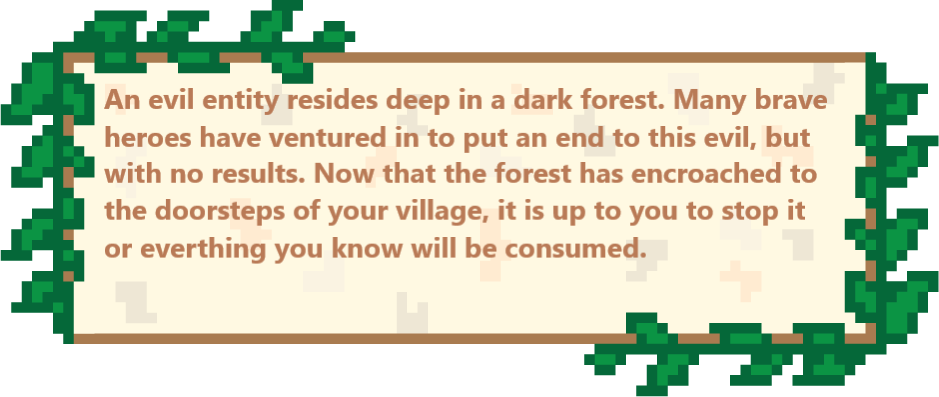 An evil entity resides deep in a dark forest. Many brave
heroes have ventured in to put an end to this evil, but
with no results. Now that the forest has encroached to
the doorsteps of your village, it is up to you to stop it
or everthing you know will be consumed.